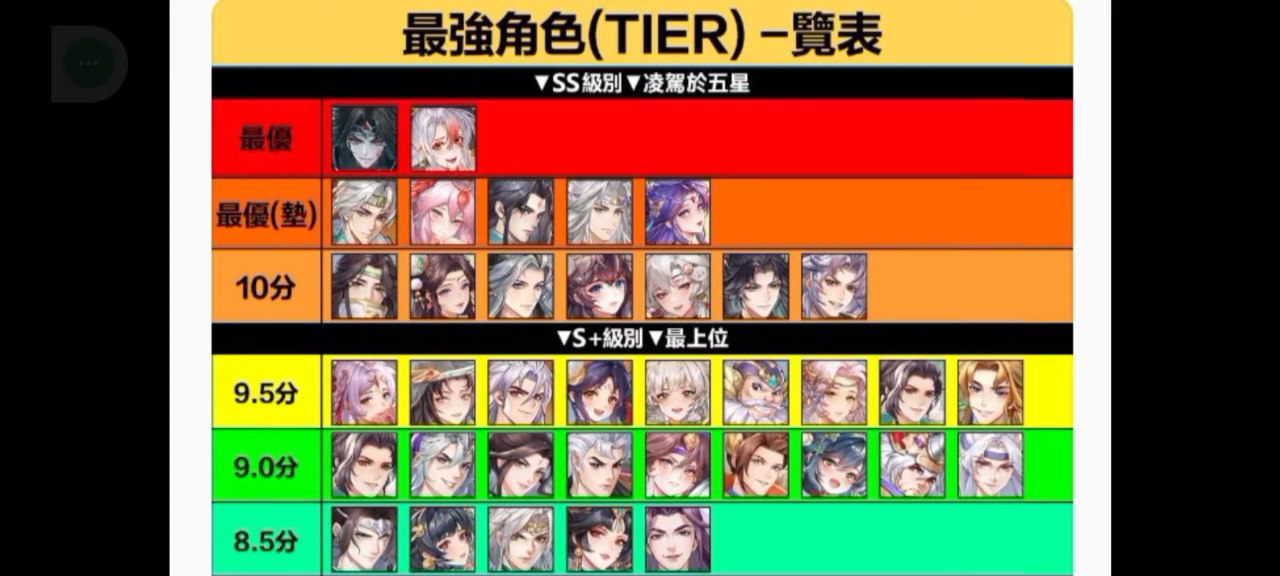 最強角色(TIER) 一覽表
▼SS級別▼凌駕於五星
最優
最優(墊)
10分
▼S+級別▼最上位
9.5分
9.0分
8.5分